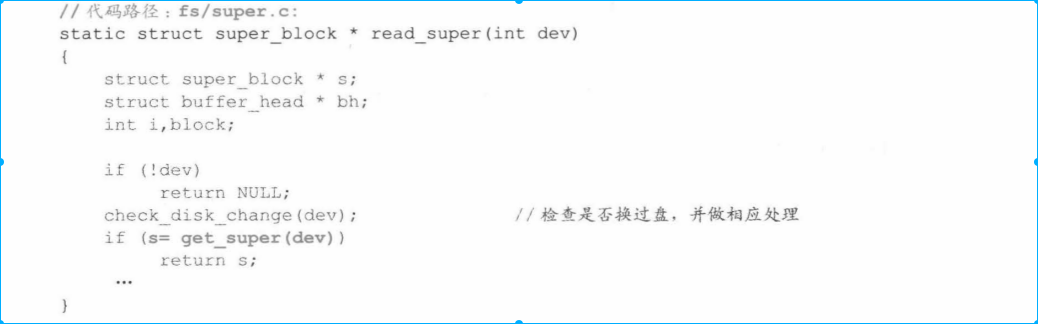 //代码路径：fs/super.c:
static struct super_block * read_super(int dev)
{
struct super_block * s;
struct buffer_head * bh;
int i,block;
if (!dev)
return NULL;
check_disk_change(dev); //检查是否换过盘，并做相应处理
if (s= get_super(dev))
return s;
…
}